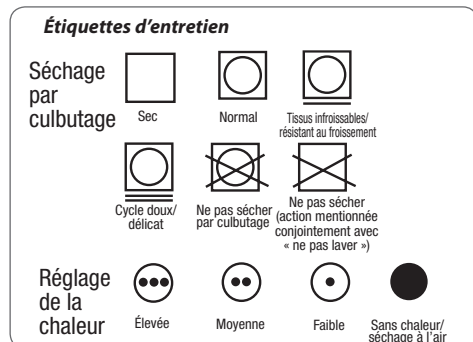 Étiquettes d’entretien
Séchage
par
culbutage
Sec
Normal
Tissus infroissables/
résistant au froissement
Cycle doux/
délicat
Ne pas sécher
par culbutage
Ne pas sécher
(action mentionnée
conjointement avec
« ne pas laver »)
Réglage
de la
chaleur
Élevée
Moyenne
Faible
Sans chaleur/
séchage à l’air